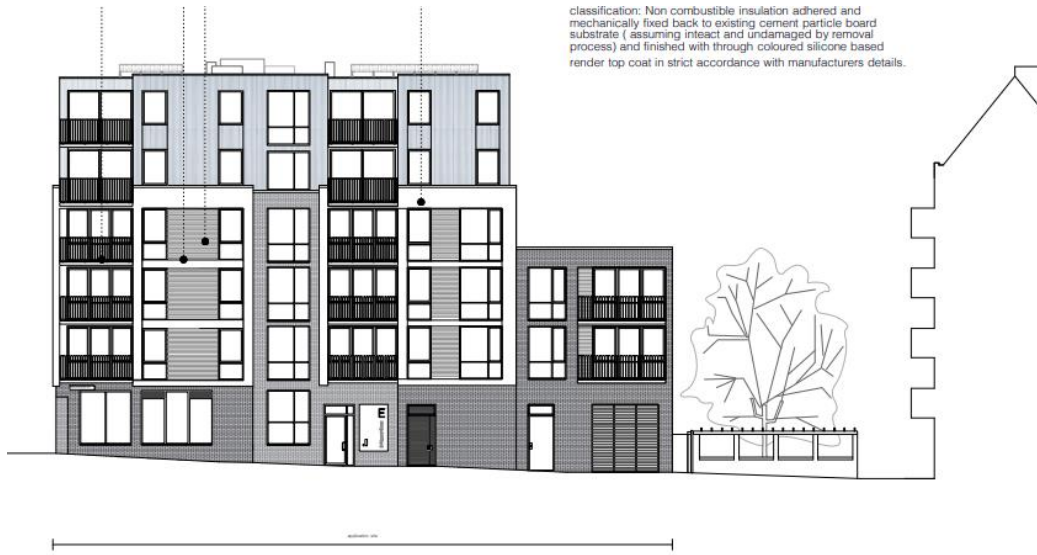 classification: Non combustible insulation adhered and
mechanically fixed back to existing cement particle board
substrate ( assuming inteact and undamaged by removal
process) and finished with through coloured silicone based
render top coat in strict accordance with manufacturers details.
E